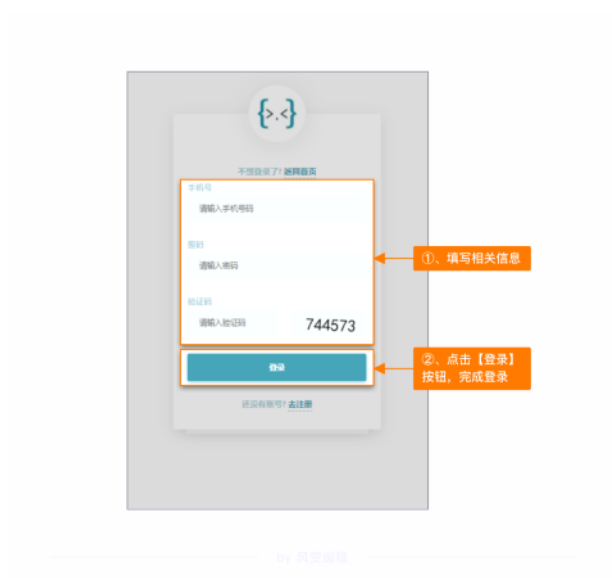 {>.<}
不想登录了? 返回首页
手机号
请输入手机号码
密码
请输入密码
①、填写相关信息
验证码
请输入验证码
744573
登录
②、点击【登录】
按钮，完成登录
还没有账号? 去注册